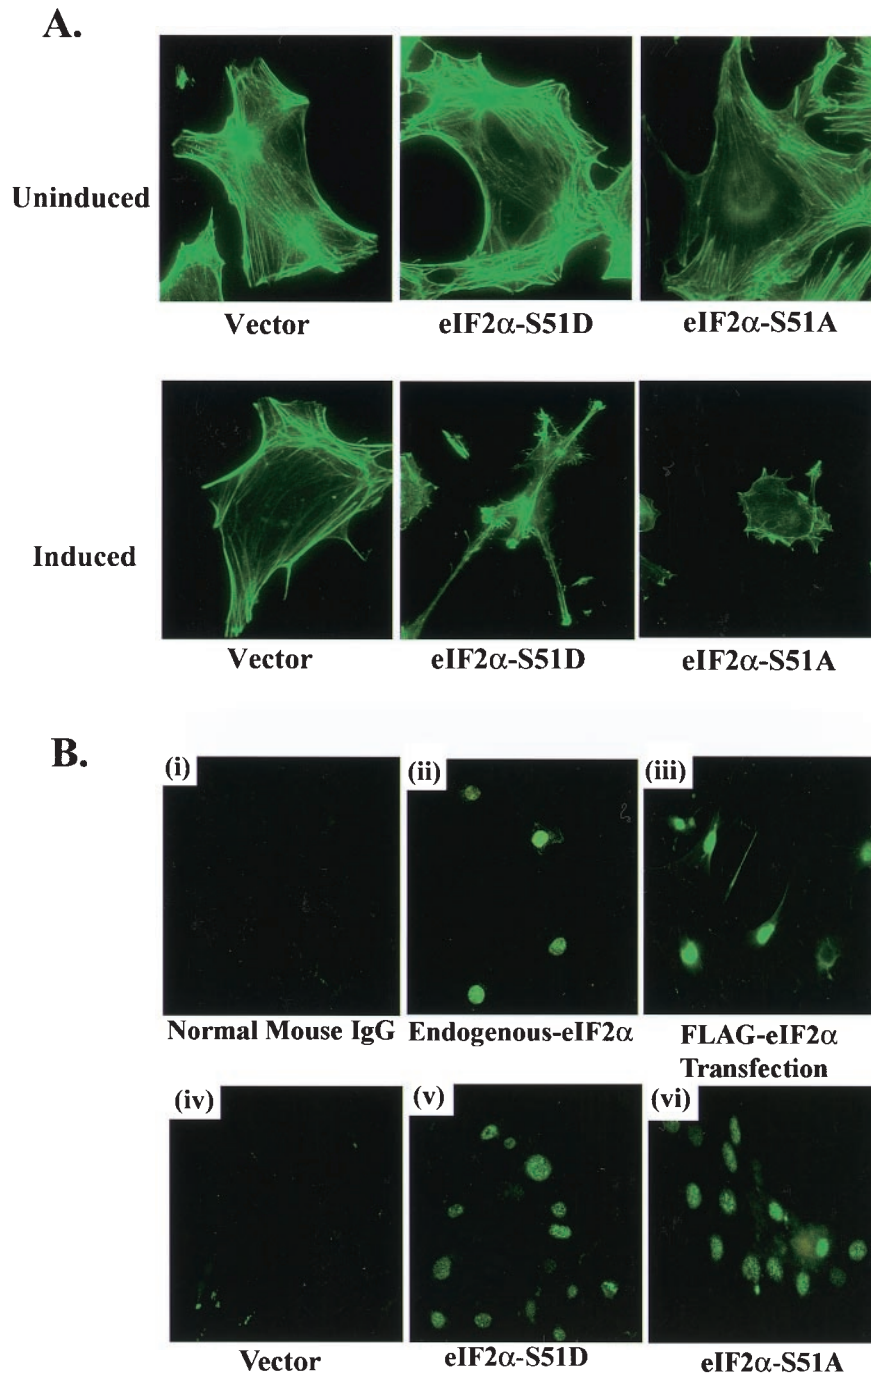 A.
Uninduced
Vector
eIF2α-S51D
eIF2α-S51A
Induced
Vector
eIF2α-S51D
eIF2α-S51A
B.
(i)
(ii)
(iii)
Normal Mouse IgG
Endogenous-eIF2α
FLAG-eIF2α
Transfection
(iv)
(v)
(vi)
Vector
eIF2α-S51D
eIF2α-S51A